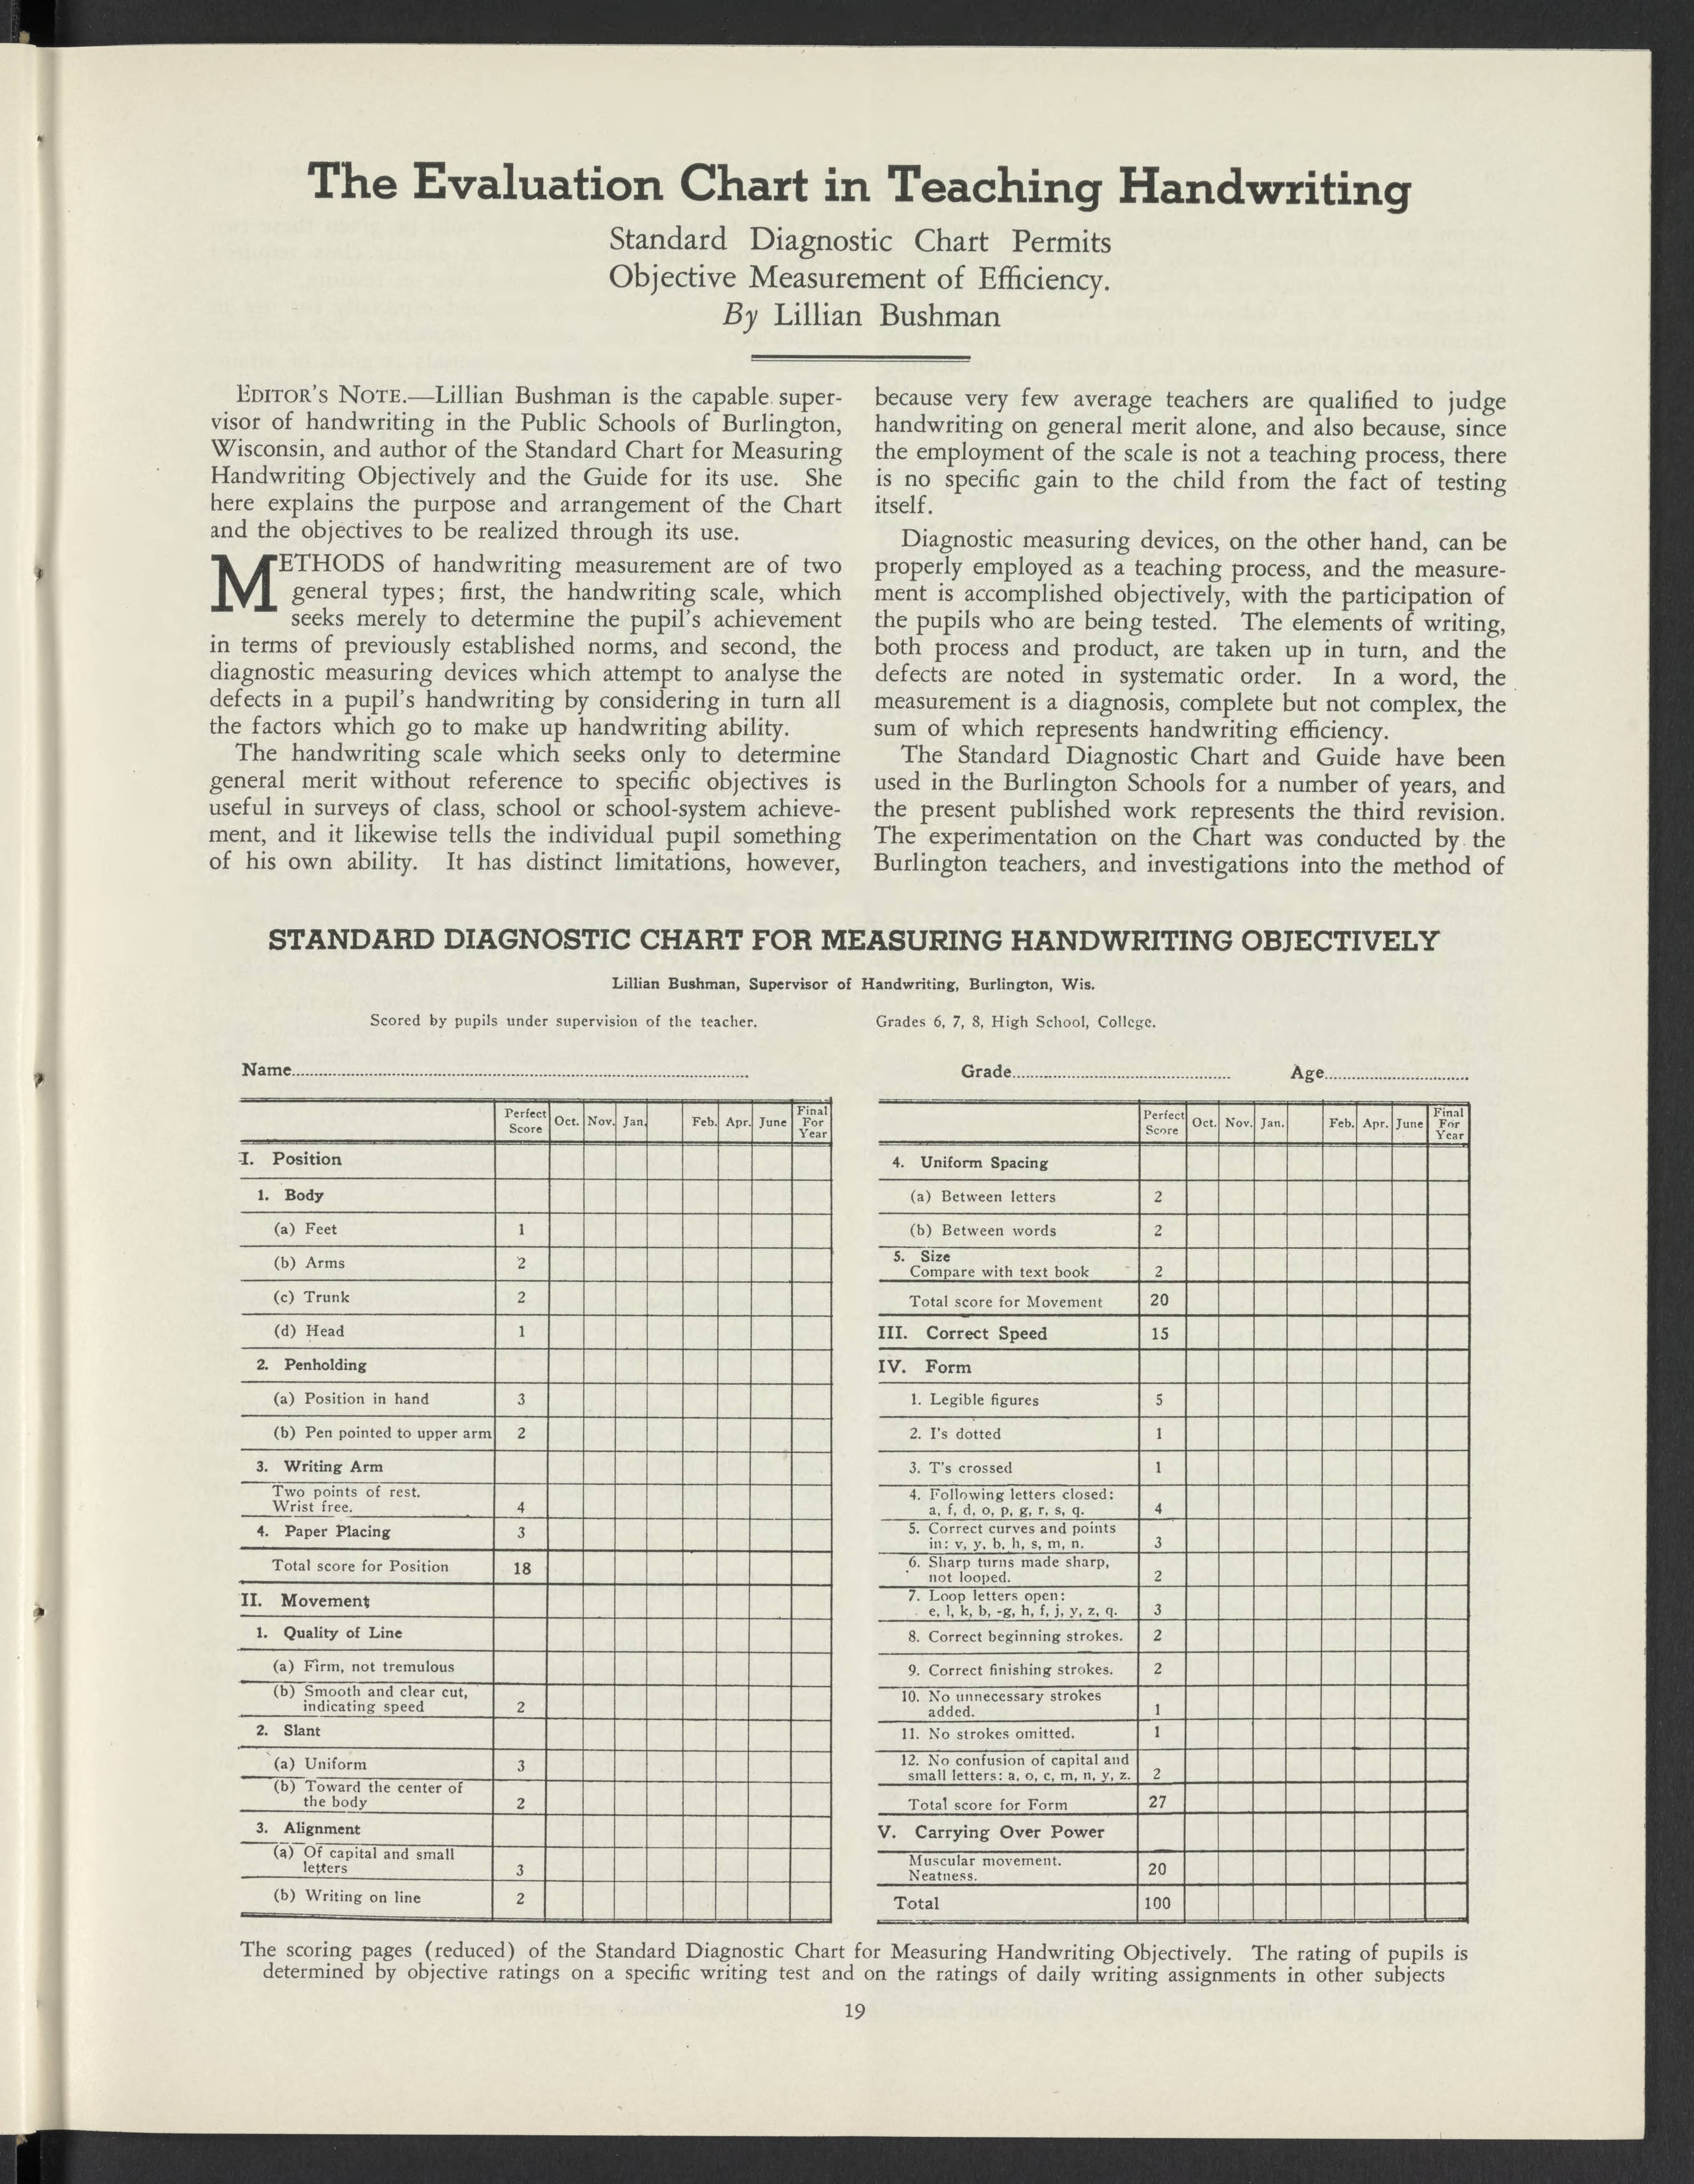 The Evaluation Chart in Teaching Handwriting
Standard Diagnostic Chart Permits
Objective Measurement of Efficiency.
By Lillian Bushman
EDITOR'S NOTE.—Lillian Bushman is the capable super-
visor of handwriting in the Public Schools of Burlington,
Wisconsin, and author of the Standard Chart for Measuring
Handwriting Objectively and the Guide for its use. She
here explains the purpose and arrangement of the Chart
and the objectives to be realized through its use.
METHODS of handwriting measurement are of two
general types; first, the handwriting scale, which
seeks merely to determine the pupil's achievement
in terms of previously established norms, and second, the
diagnostic measuring devices which attempt to analyse the
defects in a pupil's handwriting by considering in turn all
the factors which go to make up handwriting ability.
The handwriting scale which seeks only to determine
general merit without reference to specific objectives is
useful in surveys of class, school or school-system achieve-
ment, and it likewise tells the individual pupil something
of his own ability. It has distinct limitations, however,
because very few average teachers are qualified to judge
handwriting on general merit alone, and also because, since
the employment of the scale is not a teaching process, there
is no specific gain to the child from the fact of testing
itself.
Diagnostic measuring devices, on the other hand, can be
properly employed as a teaching process, and the measure-
ment is accomplished objectively, with the participation of
the pupils who are being tested. The elements of writing,
both process and product, are taken up in turn, and the
defects are noted in systematic order. In a word, the
measurement is a diagnosis, complete but not complex, the
sum of which represents handwriting efficiency.
The Standard Diagnostic Chart and Guide have been
used in the Burlington Schools for a number of years, and
the present published work represents the third revision.
The experimentation on the Chart was conducted by the
Burlington teachers, and investigations into the method of
STANDARD DIAGNOSTIC CHART FOR MEASURING HANDWRITING OBJECTIVELY
Lillian Bushman, Supervisor of Handwriting, Burlington, Wis.
Scored by pupils under supervision of the teacher. Grades 6, 7, 8, High School, College.
Name Grade Age
Perfect Score Oct. Nov. Jan. Feb. Apr. June Final For Year
I. Position
1. Body
(a) Feet 1
(b) Arms 2
(c) Trunk 2
(d) Head 1
2. Penholding
(a) Position in hand 3
(b) Pen pointed to upper arm 2
3. Writing Arm
Two points of rest.
Wrist free. 4
4. Paper Placing 3
Total score for Position 18
II. Movement
1. Quality of Line
(a) Firm, not tremulous
(b) Smooth and clear cut,
indicating speed 2
2. Slant
(a) Uniform 3
(b) Toward the center of
the body 2
3. Alignment
(a) Of capital and small
letters 3
(b) Writing on line 2
Perfect Score Oct. Nov. Jan. Feb. Apr. June Final For Year
4. Uniform Spacing
(a) Between letters 2
(b) Between words 2
5. Size
Compare with text book 2
Total score for Movement 20
III. Correct Speed 15
IV. Form
1. Legible figures 5
2. I's dotted 1
3. T's crossed 1
4. Following letters closed:
a, f, d, o, p, g, r, s, q. 4
5. Correct curves and points
in: v, y, b, h, s, m, n. 3
6. Sharp turns made sharp,
not looped. 2
7. Loop letters open:
e, l, k, b, -g, h, f, j, y, z, q. 3
8. Correct beginning strokes. 2
9. Correct finishing strokes. 2
10. No unnecessary strokes
added. 1
11. No strokes omitted. 1
12. No confusion of capital and
small letters: a, o, c, m, n, y, z. 2
Total score for Form 27
V. Carrying Over Power
Muscular movement.
Neatness. 20
Total 100
The scoring pages (reduced) of the Standard Diagnostic Chart for Measuring Handwriting Objectively. The rating of pupils is
determined by objective ratings on a specific writing test and on the ratings of daily writing assignments in other subjects
19